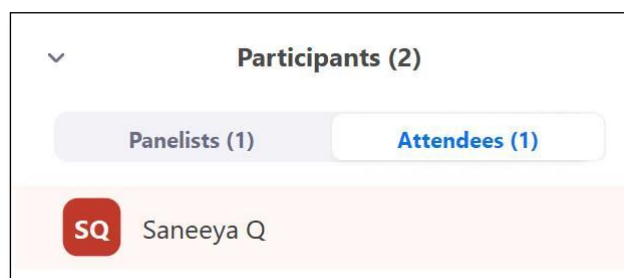 Participants (2)
Panelists (1) Attendees (1)
SQ Saneeya Q